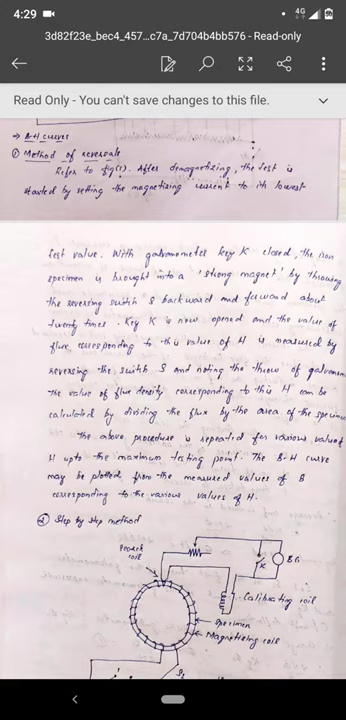 4:29
4G
3d82f23e_bec4_457...c7a_7d704b4bb576 - Read-only
Read Only - You can't save changes to this file.
⇒ B-H curves
① Method of reversals
Refer to fig(1). After demagnetizing, the test is
started by setting the magnetising current to its lowest
test value. With galvanometer key K closed, the iron
specimen is brought into a 'strong magnet' by throwing
the reversing switch S backward and forward about
twenty times. Key K is now opened and the value of
flux corresponding to this value of H is measured by
reversing the switch S and noting the throw of galvanom
the value of flux density corresponding to this H can be
calculated by dividing the flux by the area of the specime
the above procedure is repeated for various value of
H upto the maximum testing point. The B-H curve
may be plotted from the measured values of B
corresponding to the various values of H.
② Step by step method
Search coil
K
BG
Calibrating coil
Specimen
Magnetizing coil
S₁